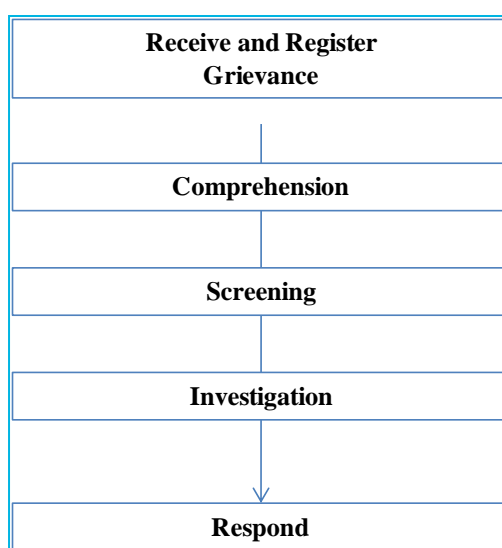 Receive and Register
Grievance
Comprehension
Screening
Investigation
Respond